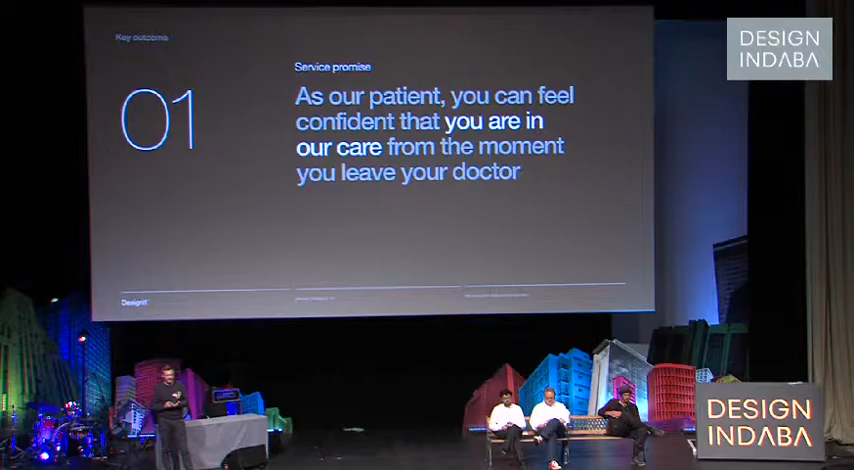 Key outcome
DESIGN
INDABA
01
Service promise
As our patient, you can feel
confident that you are in
our care from the moment
you leave your doctor
Designit
DESIGN
INDABA